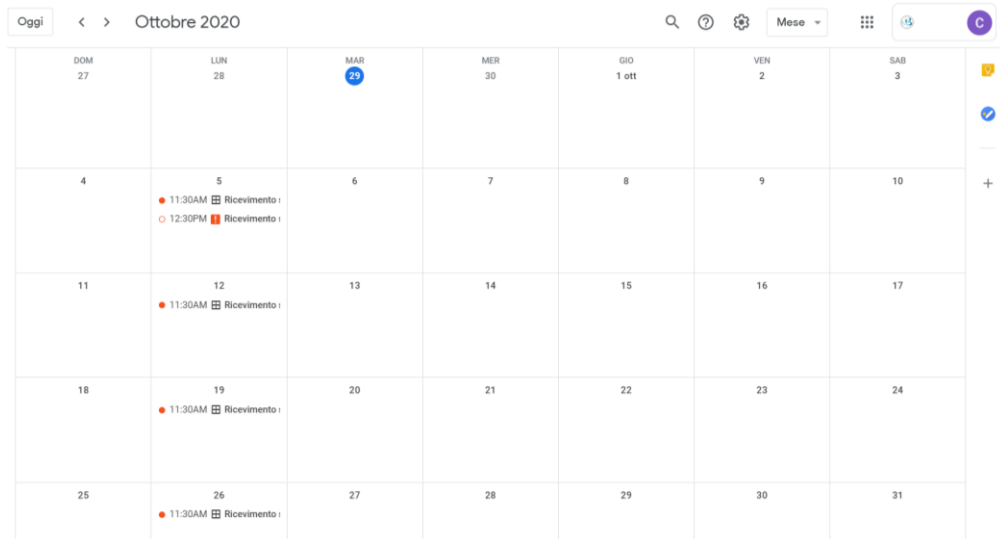 Oggi Ottobre 2020 Mese C
DOM LUN MAR MER GIO VEN SAB
27 28 29 30 1 ott 2 3
4 5 6 7 8 9 10
11:30AM Ricevimento
12:30PM Ricevimento
11 12 13 14 15 16 17
11:30AM Ricevimento
18 19 20 21 22 23 24
11:30AM Ricevimento
25 26 27 28 29 30 31
11:30AM Ricevimento